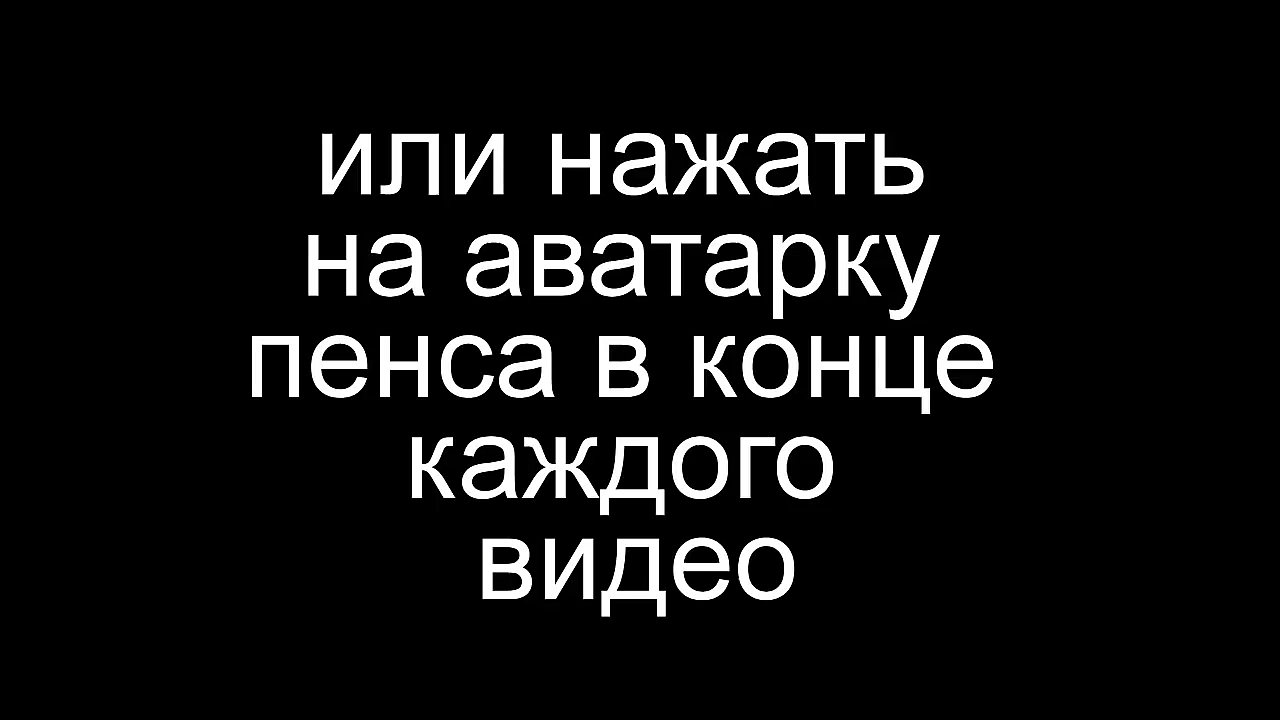 или нажать
на аватарку
пенса в конце
каждого
видео